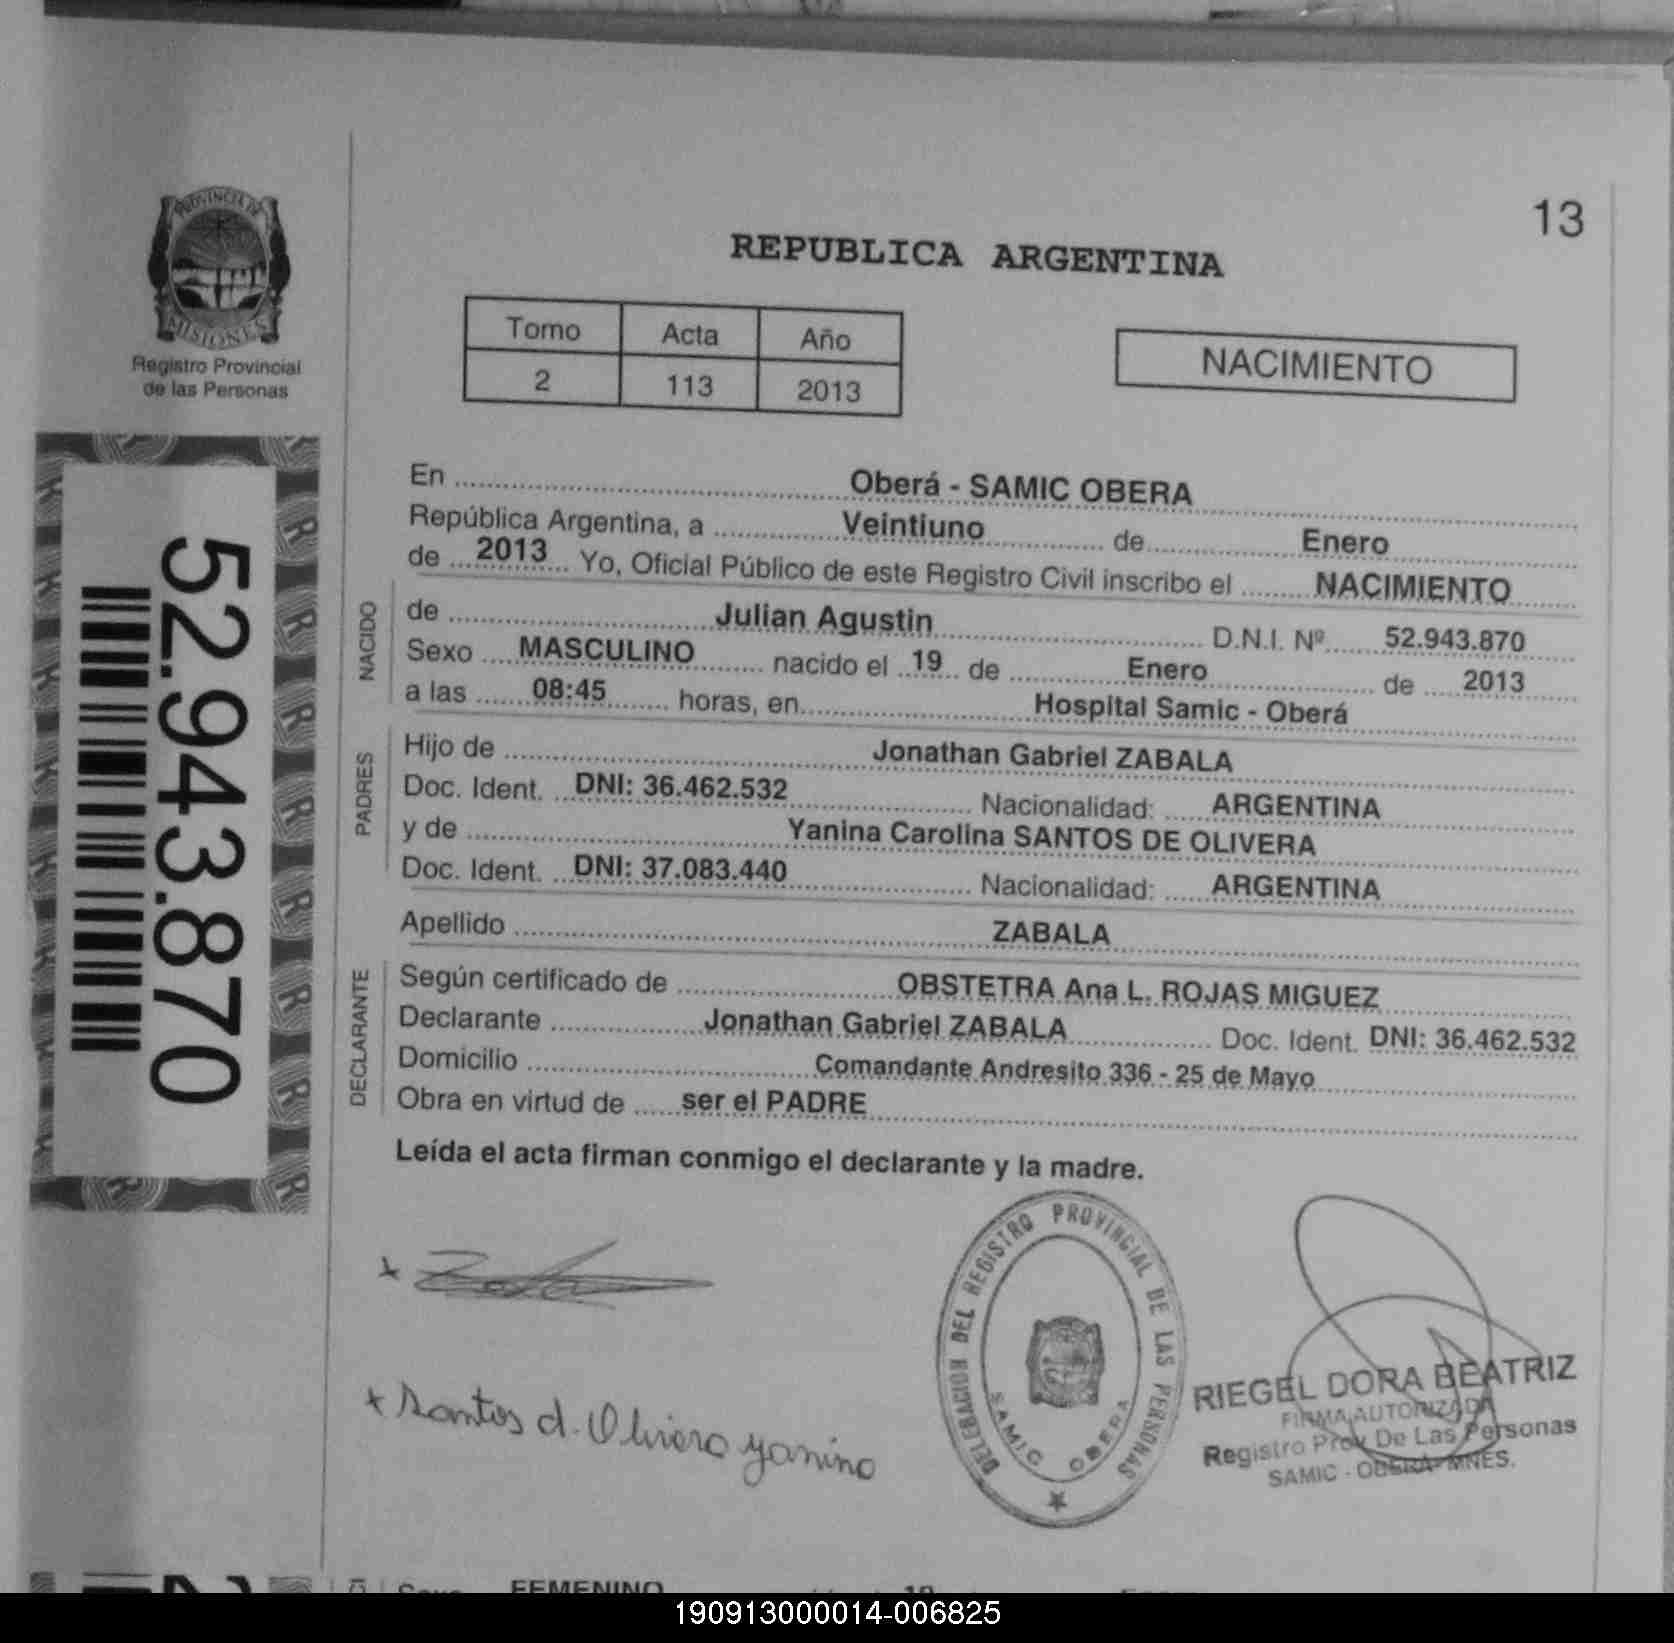 13
PROVINCIA DE
MISIONES
Registro Provincial
de las Personas
REPUBLICA ARGENTINA
Tomo Acta Año
2 113 2013
NACIMIENTO
52.943.870
En Oberá - SAMIC OBERA
República Argentina, a Veintiuno de Enero
de 2013 Yo, Oficial Público de este Registro Civil inscribo el NACIMIENTO
NACIDO
de Julian Agustin D.N.I. Nº 52.943.870
Sexo MASCULINO nacido el 19 de Enero de 2013
a las 08:45 horas, en Hospital Samic - Oberá
PADRES
Hijo de Jonathan Gabriel ZABALA
Doc. Ident. DNI: 36.462.532 Nacionalidad: ARGENTINA
y de Yanina Carolina SANTOS DE OLIVERA
Doc. Ident. DNI: 37.083.440 Nacionalidad: ARGENTINA
Apellido ZABALA
DECLARANTE
Según certificado de OBSTETRA Ana L. ROJAS MIGUEZ
Declarante Jonathan Gabriel ZABALA Doc. Ident. DNI: 36.462.532
Domicilio Comandante Andresito 336 - 25 de Mayo
Obra en virtud de ser el PADRE
Leída el acta firman conmigo el declarante y la madre.
x Santos d. Olivera yanina
DELEGACION DEL REGISTRO PROVINCIAL DE LAS PERSONAS
SAMIC OBERA
RIEGEL DORA BEATRIZ
FIRMA AUTORIZADA
Registro Prov De Las Personas
SAMIC - OBERA - MNES.
FEMENINO
190913000014-006825